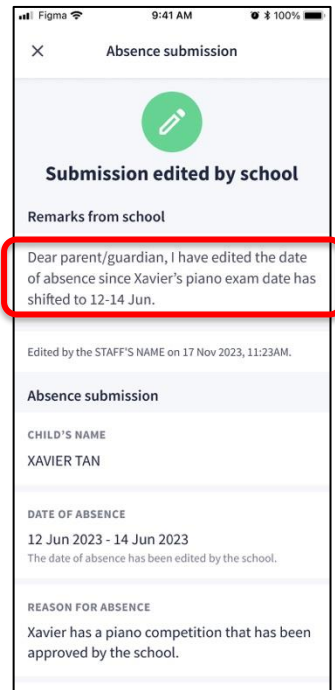 Figma 9:41 AM 100%
Absence submission
Submission edited by school
Remarks from school
Dear parent/guardian, I have edited the date
of absence since Xavier's piano exam date has
shifted to 12-14 Jun.
Edited by the STAFF'S NAME on 17 Nov 2023, 11:23AM.
Absence submission
CHILD'S NAME
XAVIER TAN
DATE OF ABSENCE
12 Jun 2023 - 14 Jun 2023
The date of absence has been edited by the school.
REASON FOR ABSENCE
Xavier has a piano competition that has been
approved by the school.